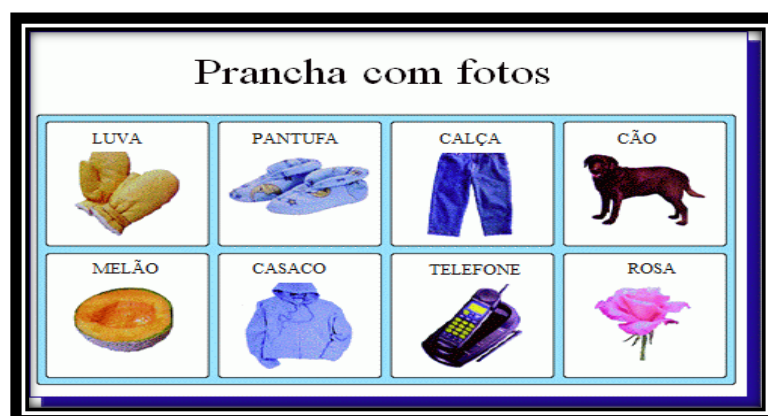 Prancha com fotos
LUVA PANTUFA CALÇA CÃO
MELÃO CASACO TELEFONE ROSA